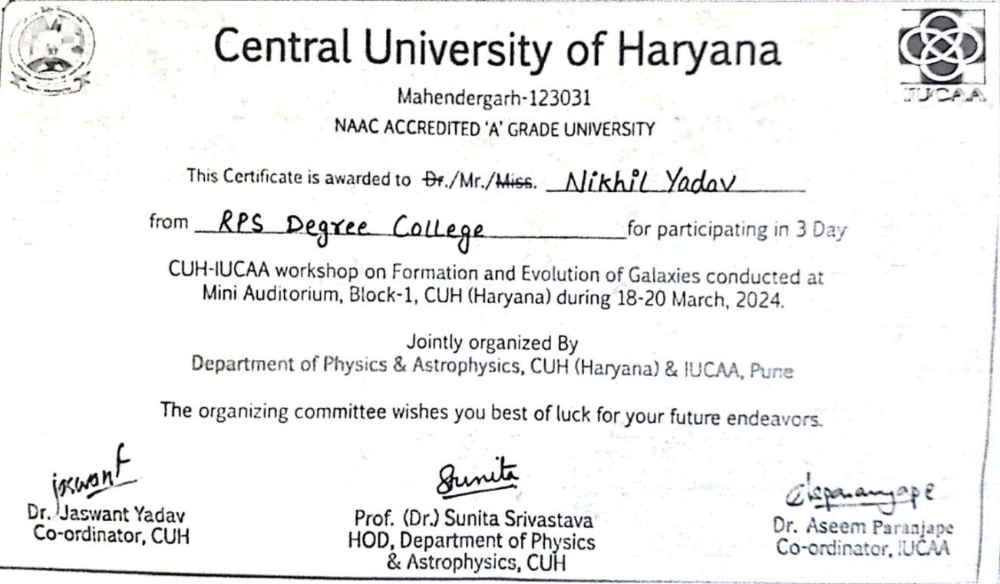 Central University of Haryana
IUCAA
Mahendergarh-123031
NAAC ACCREDITED 'A' GRADE UNIVERSITY
This Certificate is awarded to Dr./Mr./Miss. Nikhil Yadav
from RPS Degree College for participating in 3 Day
CUH-IUCAA workshop on Formation and Evolution of Galaxies conducted at
Mini Auditorium, Block-1, CUH (Haryana) during 18-20 March, 2024.
Jointly organized By
Department of Physics & Astrophysics, CUH (Haryana) & IUCAA, Pune
The organizing committee wishes you best of luck for your future endeavors.
jaswant
Dr. Jaswant Yadav
Co-ordinator, CUH
Sunita
Prof. (Dr.) Sunita Srivastava
HOD, Department of Physics
& Astrophysics, CUH
Dr. Aseem Paranjape
Co-ordinator, IUCAA